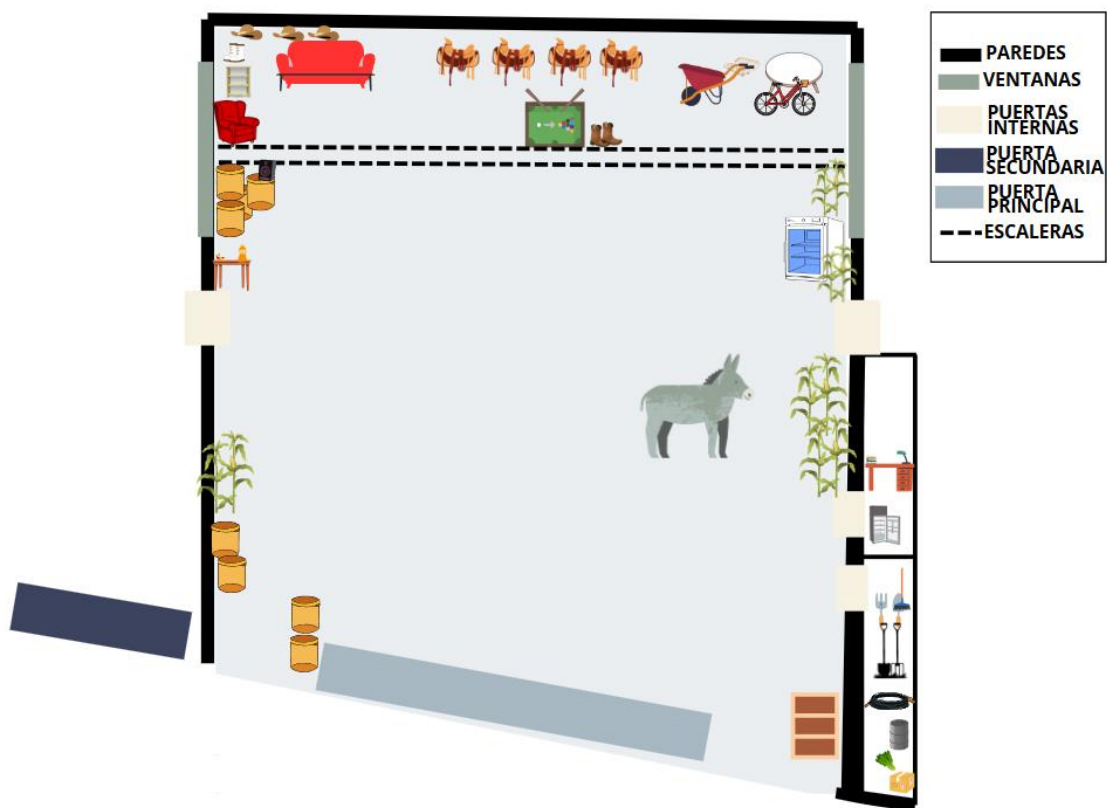 PAREDES
VENTANAS
PUERTAS
INTERNAS
PUERTA
SECUNDARIA
PUERTA
PRINCIPAL
ESCALERAS